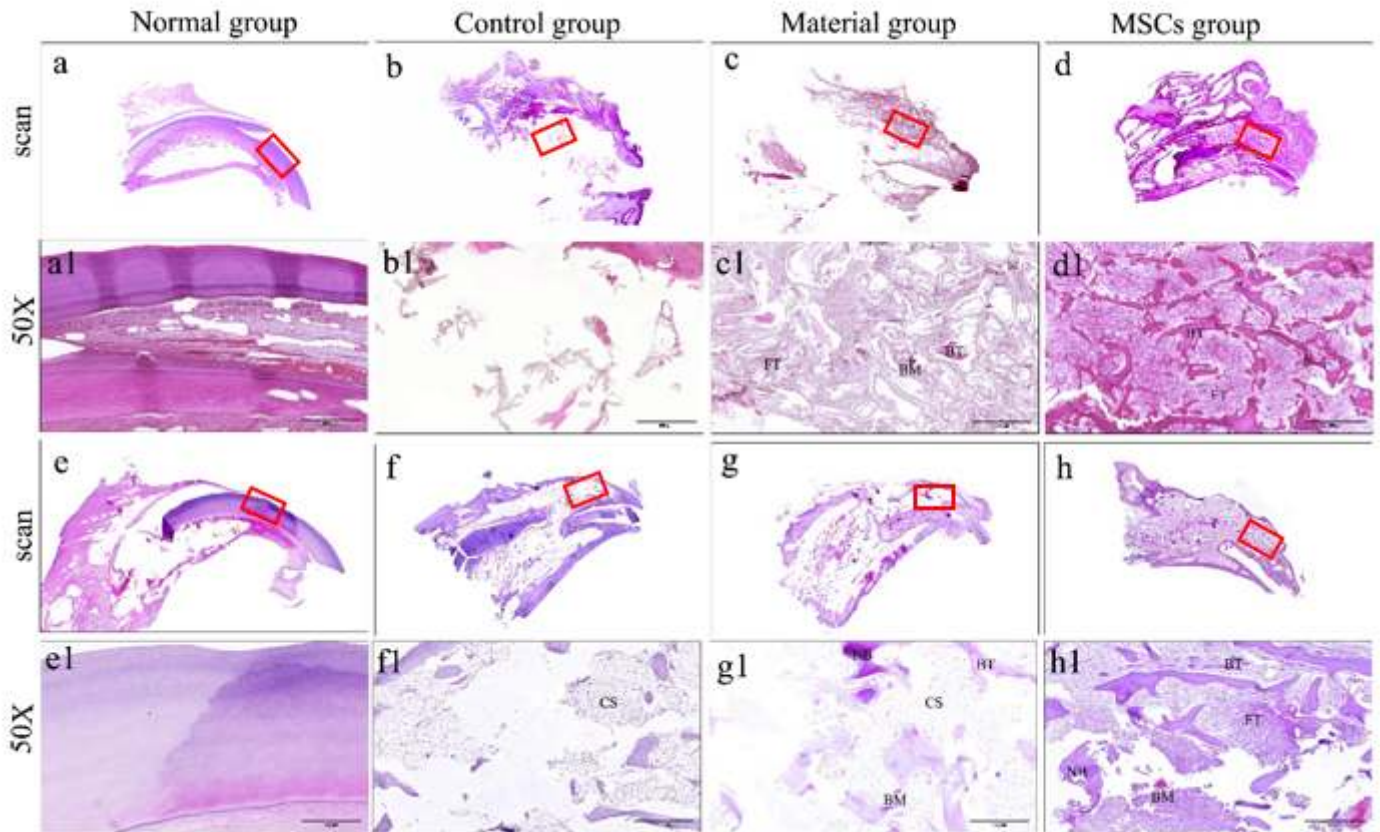 Normal group Control group Material group MSCs group
scan a b c d
50X a1 b1 c1 d1
FT BM BT
BT
FT
scan e f g h
50X e1 f1 g1 h1
CS
BT
CS
BM
BT
FT
NB
BM